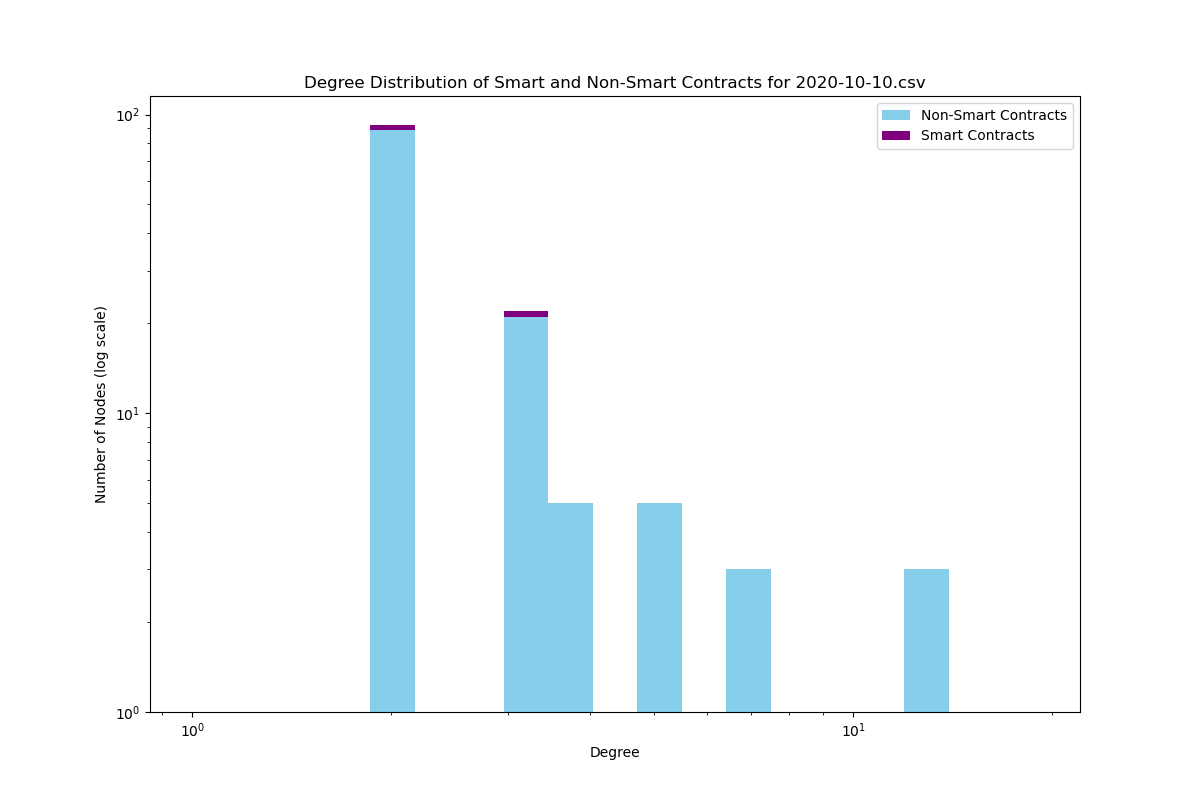 Degree Distribution of Smart and Non-Smart Contracts for 2020-10-10.csv
Non-Smart Contracts
Smart Contracts
Number of Nodes (log scale)
10²
10¹
10⁰
10⁰ 10¹
Degree